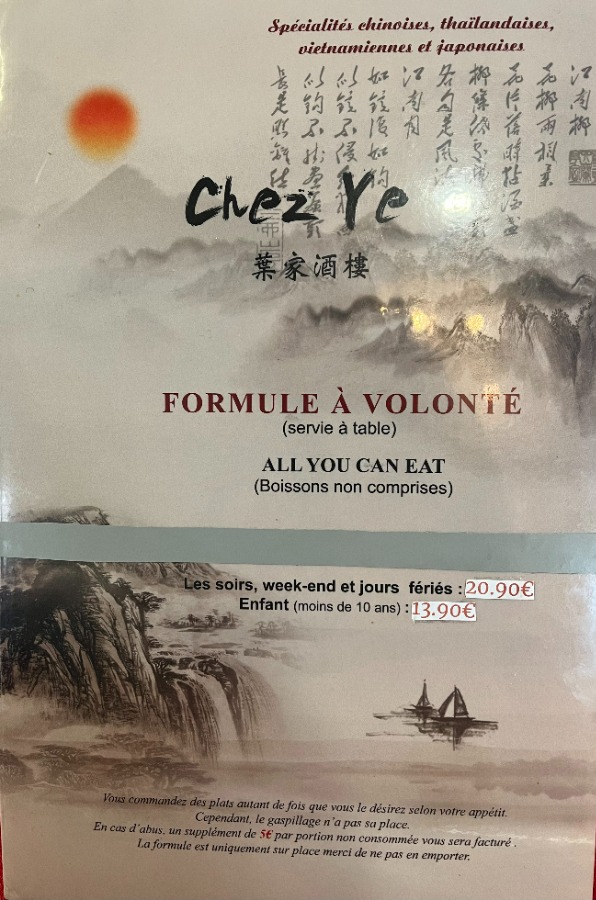 Spécialités chinoises, thaïlandaises,
vietnamiennes et japonaises
Chez Ye
葉家酒樓
FORMULE À VOLONTÉ
(servie à table)
ALL YOU CAN EAT
(Boissons non comprises)
Les soirs, week-end et jours fériés : 20.90€
Enfant (moins de 10 ans) : 13.90€
Vous commandez des plats autant de fois que vous le désirez selon votre appétit.
Cependant, le gaspillage n'a pas sa place.
En cas d'abus, un supplément de 5€ par portion non consommée vous sera facturé .
La formule est uniquement sur place merci de ne pas en emporter.